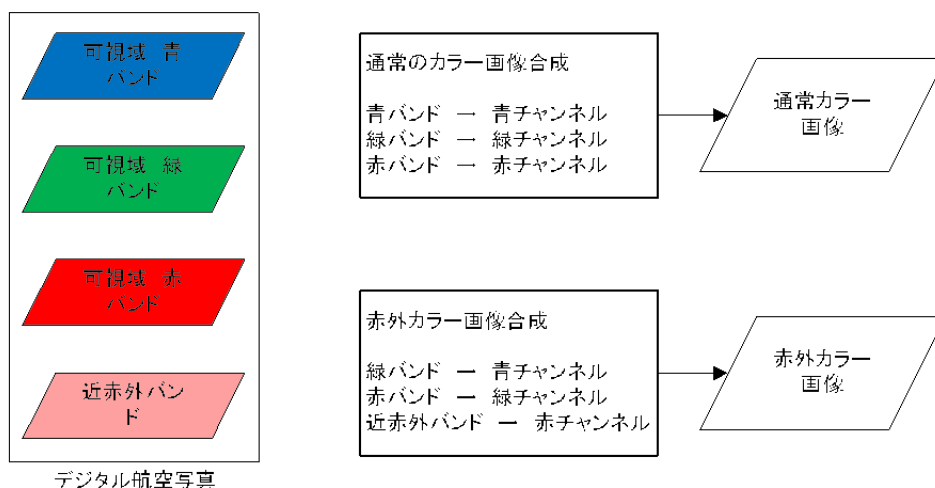 可視域 青
バンド
可視域 緑
バンド
可視域 赤
バンド
近赤外バン
ド
デジタル航空写真
通常のカラー画像合成
青バンド － 青チャンネル
緑バンド － 緑チャンネル
赤バンド － 赤チャンネル
通常カラー
画像
赤外カラー画像合成
緑バンド － 青チャンネル
赤バンド － 緑チャンネル
近赤外バンド － 赤チャンネル
赤外カラー
画像